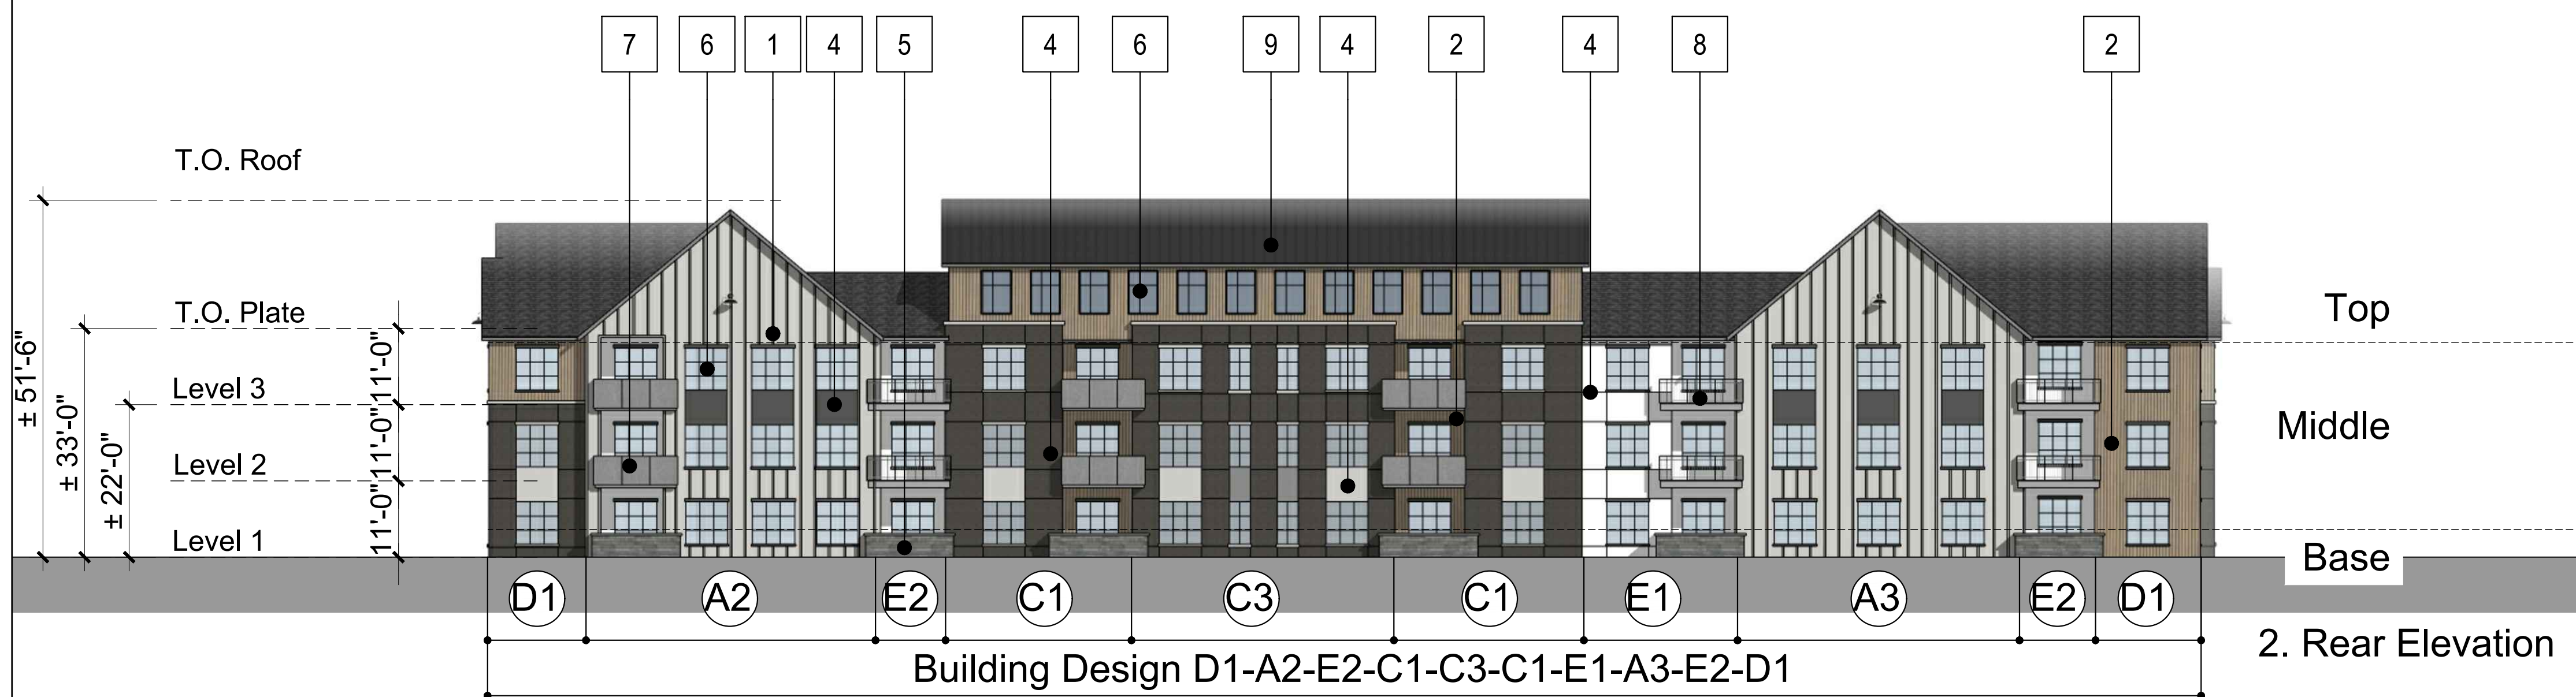 7 6 1 4 5 4 6 9 4 2 4 8 2
T.O. Roof
T.O. Plate
Level 3
Level 2
Level 1
± 51'-6"
± 33'-0"
± 22'-0"
11'-0"
11'-0"
11'-0"
Top
Middle
Base
D1 A2 E2 C1 C3 C1 E1 A3 E2 D1
Building Design D1-A2-E2-C1-C3-C1-E1-A3-E2-D1
2. Rear Elevation